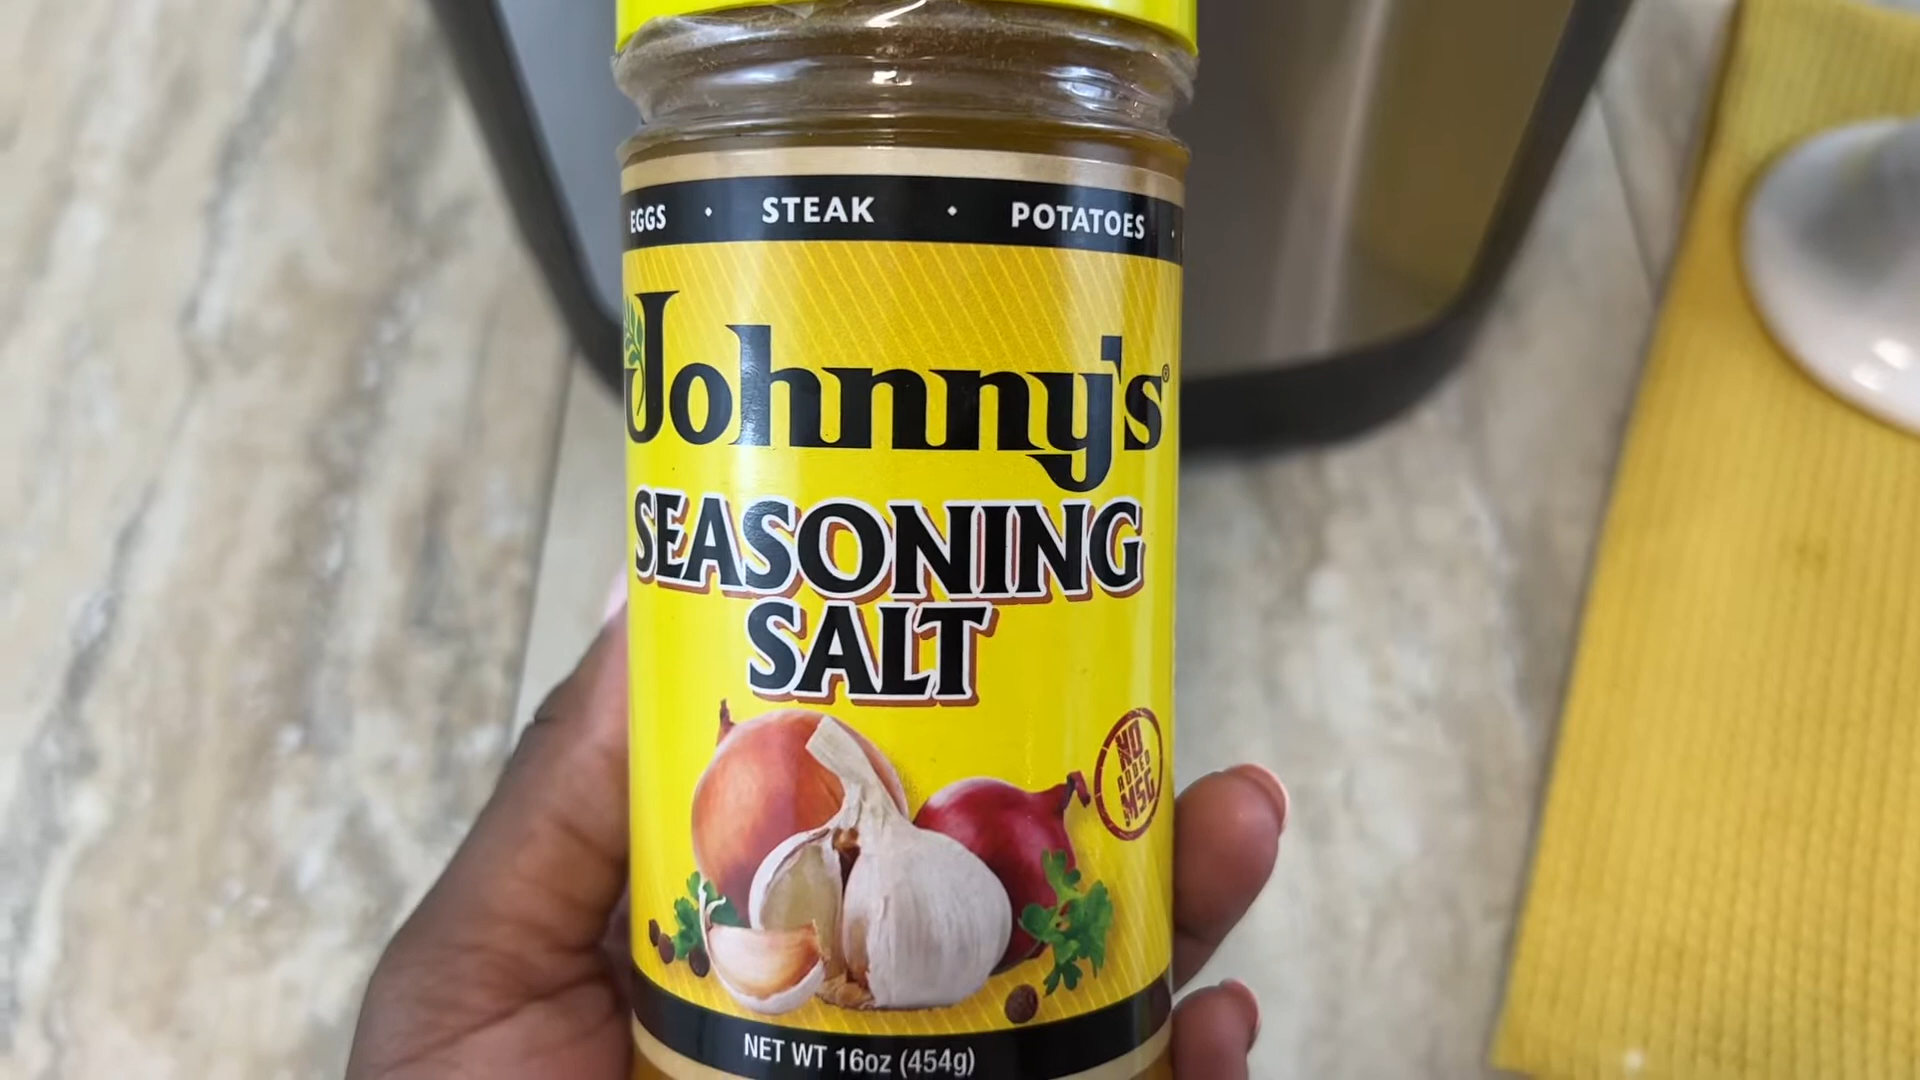 EGGS • STEAK • POTATOES •
Johnny's®
SEASONING
SALT
NO
ADDED
MSG
NET WT 16oz (454g)